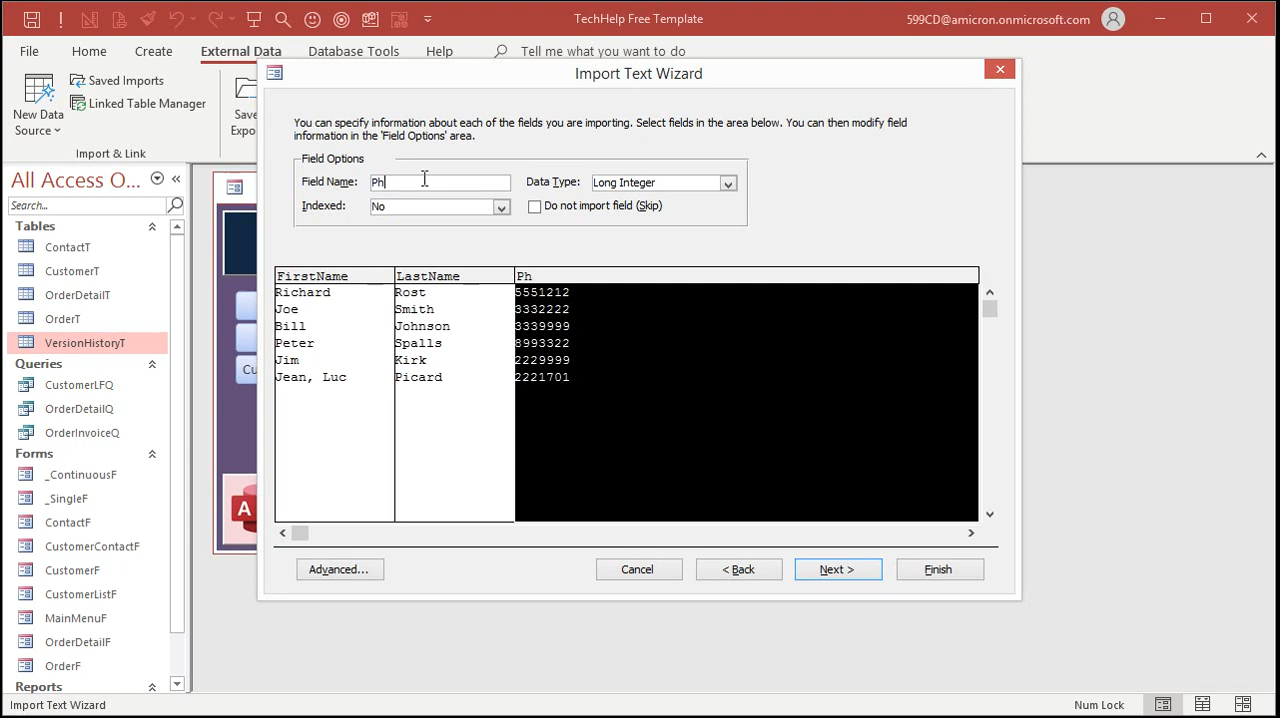 TechHelp Free Template
599CD@amicron.onmicrosoft.com
File Home Create External Data Database Tools Help Tell me what you want to do
New Data Source
Saved Imports
Linked Table Manager
Import & Link
Import Text Wizard
You can specify information about each of the fields you are importing. Select fields in the area below. You can then modify field
information in the 'Field Options' area.
Field Options
Field Name: Ph Data Type: Long Integer
Indexed: No Do not import field (Skip)
FirstName LastName Ph
Richard Rost 5551212
Joe Smith 3332222
Bill Johnson 3339999
Peter Spalls 8993322
Jim Kirk 2229999
Jean, Luc Picard 2221701
Advanced... Cancel < Back Next > Finish
All Access O...
Search...
Tables
ContactT
CustomerT
OrderDetailT
OrderT
VersionHistoryT
Queries
CustomerLFQ
OrderDetailQ
OrderInvoiceQ
Forms
_ContinuousF
_SingleF
ContactF
CustomerContactF
CustomerF
CustomerListF
MainMenuF
OrderDetailF
OrderF
Reports
A
Import Text Wizard
Num Lock